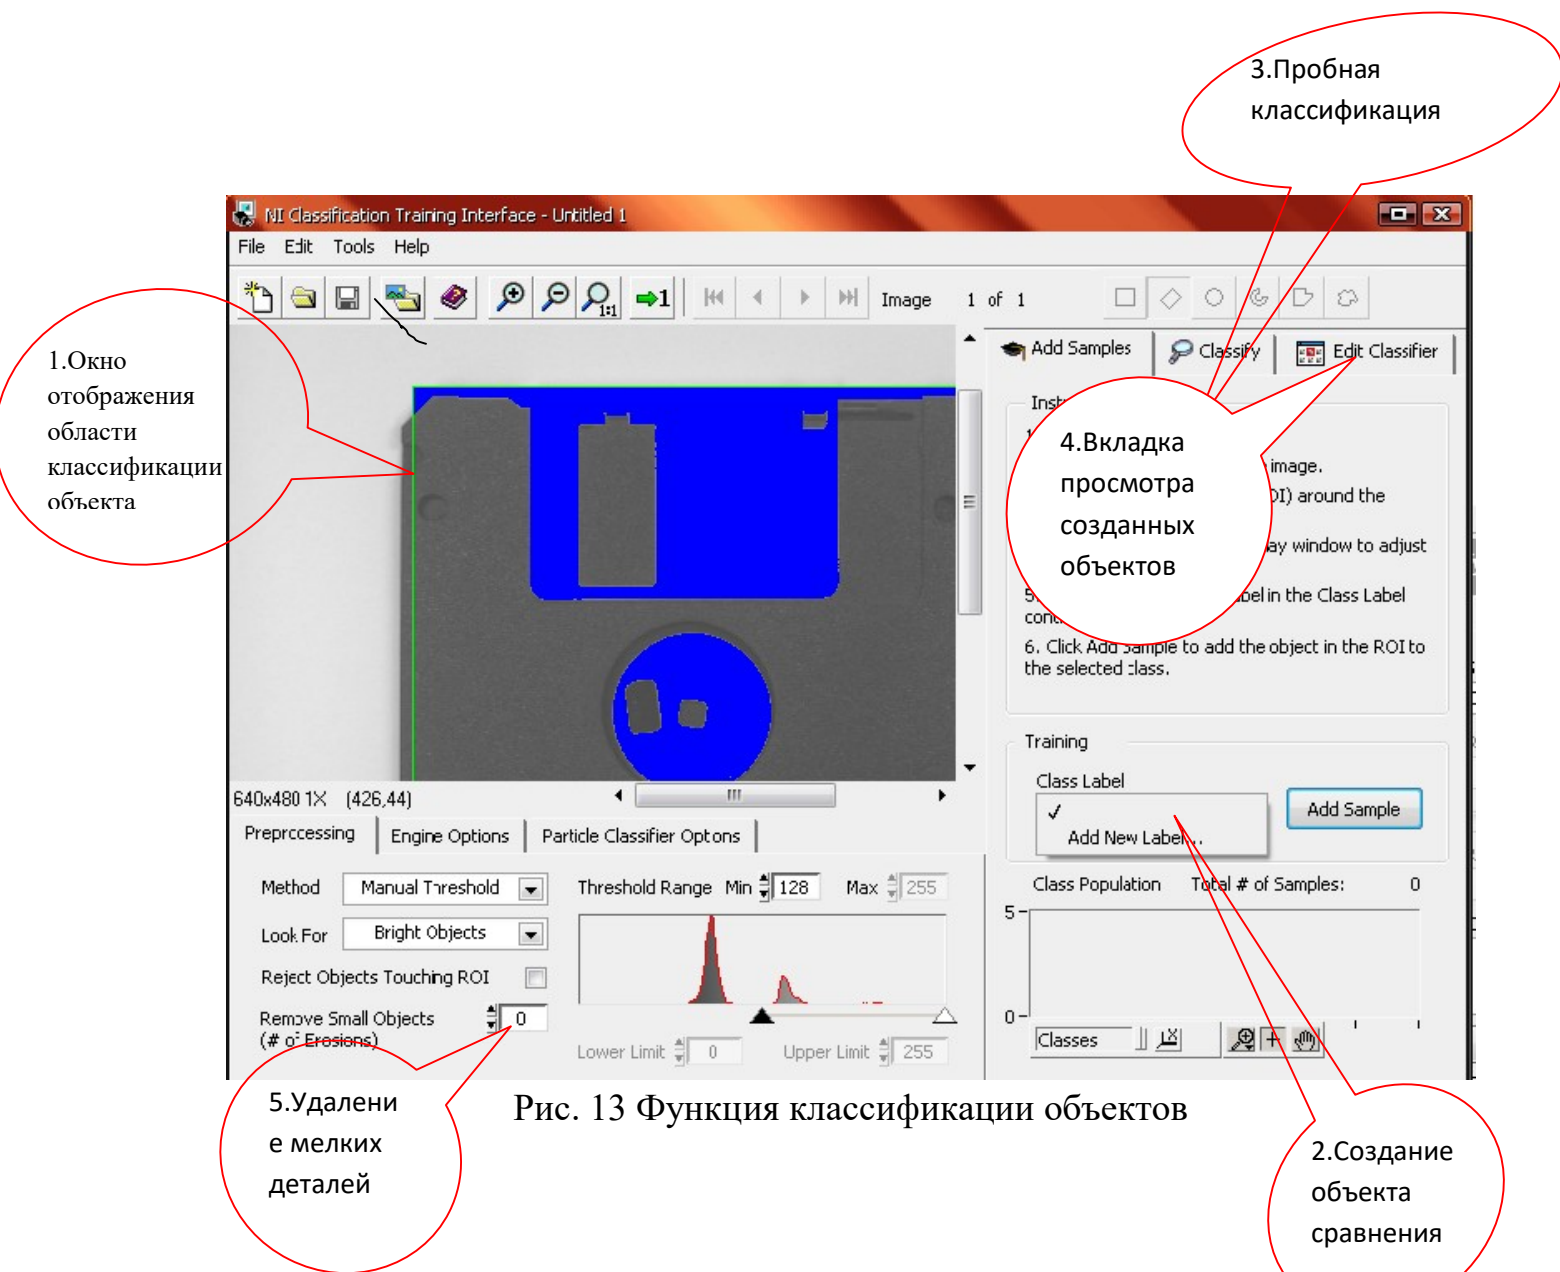 3.Пробная
классификация
NI Classification Training Interface - Untitled 1
File Edit Tools Help
1:1
1
Image 1 of 1
1.Окно
отображения
области
классификации
объекта
Add Samples
Classify
Edit Classifier
4.Вкладка
просмотра
созданных
объектов
image.
around the
window to adjust
in the Class Label
6. Click Add Sample to add the object in the ROI to
the selected class.
Training
Class Label
✓
Add New Label...
Add Sample
640x480 1X (426,44)
Preprocessing
Engine Options
Particle Classifier Options
Method Manual Threshold
Threshold Range Min 128 Max 255
Look For Bright Objects
Reject Objects Touching ROI
Remove Small Objects 0
(# of Erosions)
Lower Limit 0 Upper Limit 255
Class Population Total # of Samples: 0
5
0
Classes
5.Удалени
е мелких
деталей
Рис. 13 Функция классификации объектов
2.Создание
объекта
сравнения